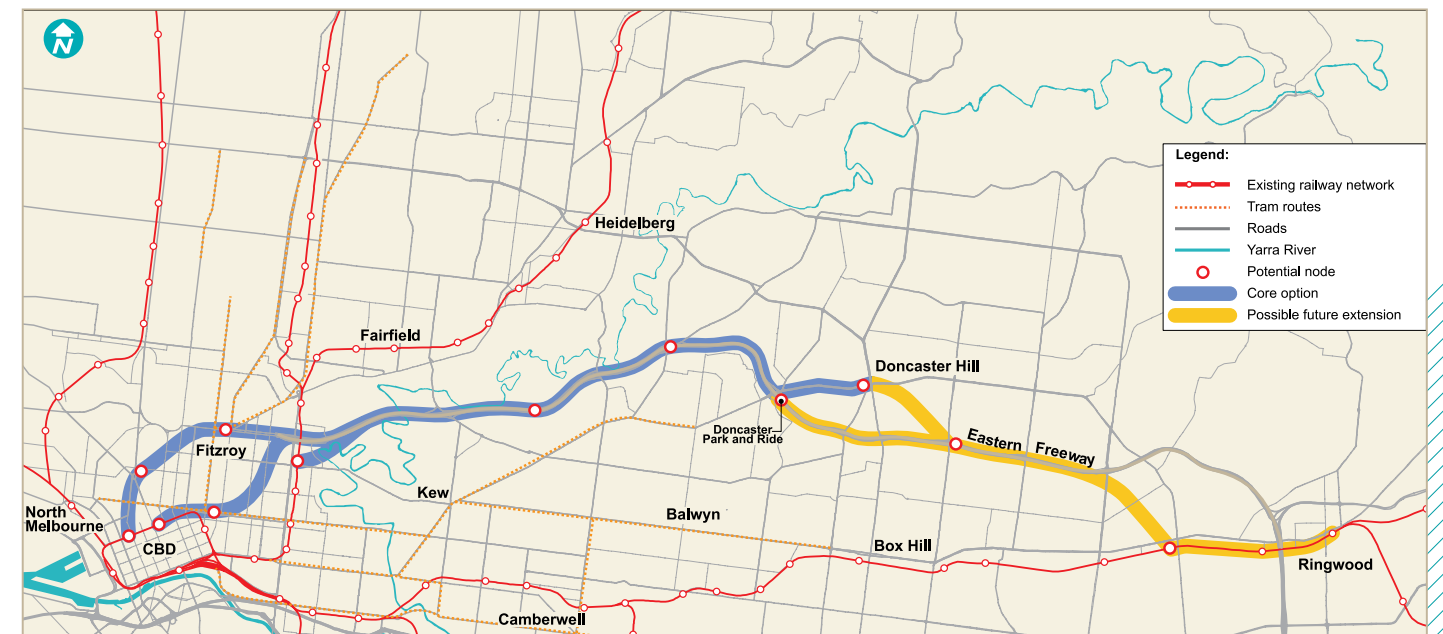 N
Legend:
Existing railway network
Tram routes
Roads
Yarra River
Potential node
Core option
Possible future extension
Heidelberg
Fairfield
Doncaster Hill
Doncaster
Park and Ride
Eastern Freeway
Fitzroy
Kew
Balwyn
North
Melbourne
CBD
Box Hill
Ringwood
Camberwell